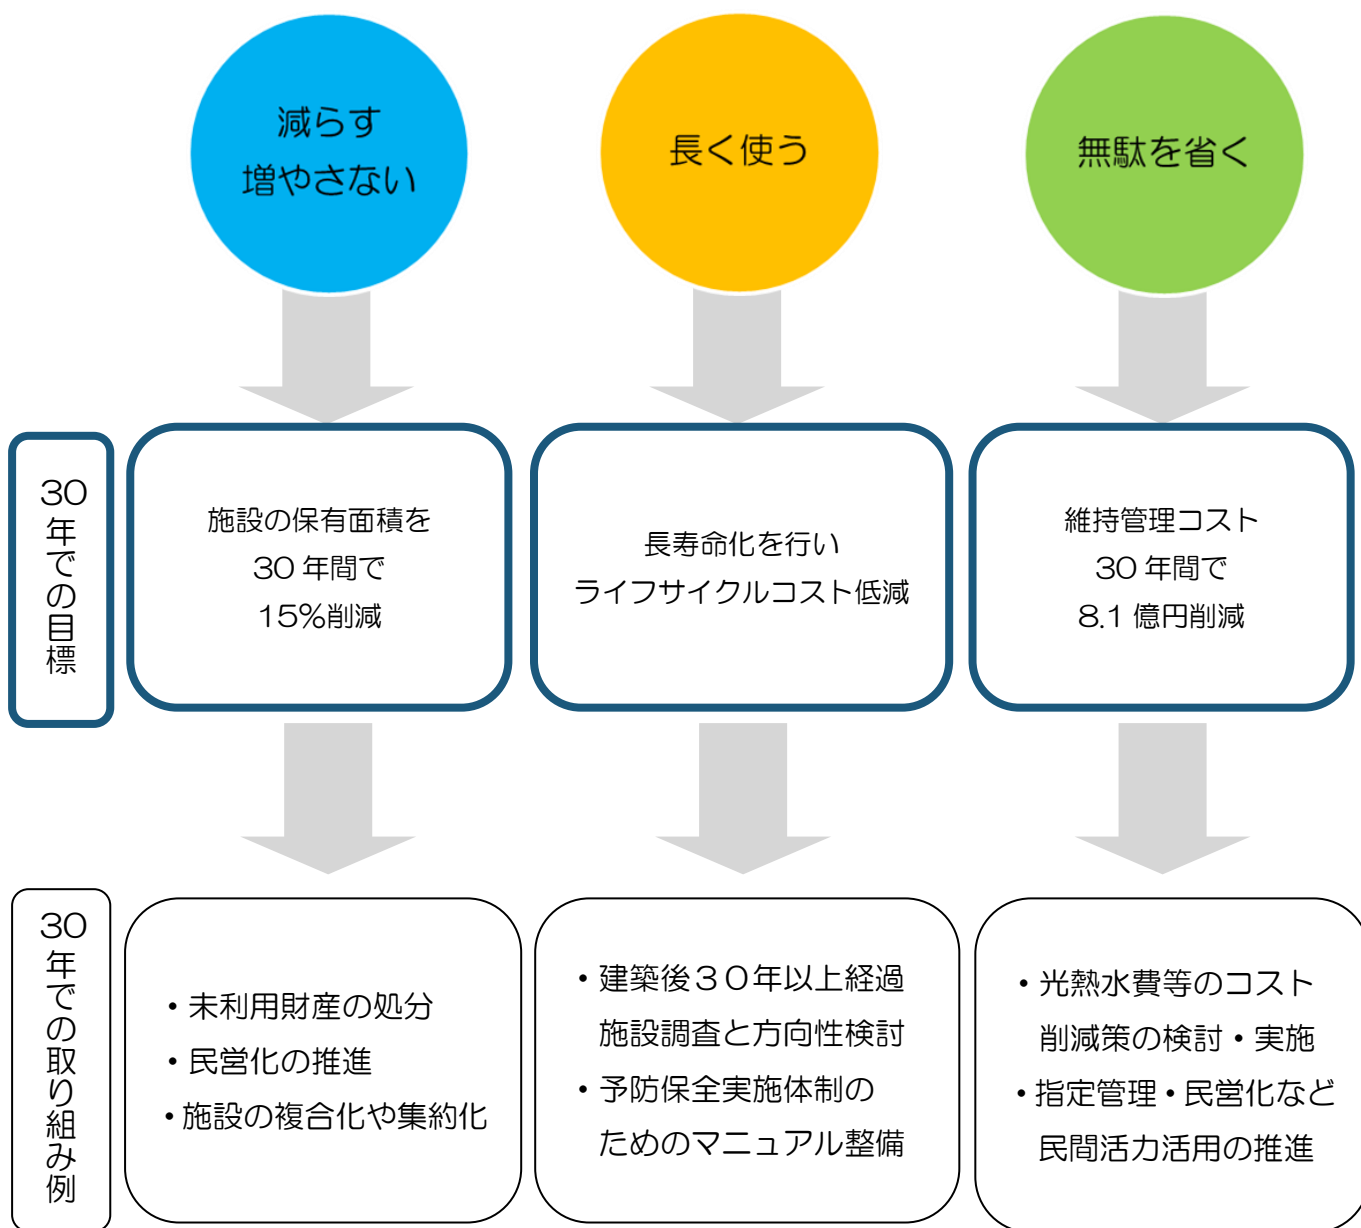 減らす
増やさない
長く使う
無駄を省く
30年での目標
施設の保有面積を
30年間で
15%削減
長寿命化を行い
ライフサイクルコスト低減
維持管理コスト
30年間で
8.1億円削減
30年での取り組み例
・未利用財産の処分
・民営化の推進
・施設の複合化や集約化
・建築後３０年以上経過
施設調査と方向性検討
・予防保全実施体制の
ためのマニュアル整備
・光熱水費等のコスト
削減策の検討・実施
・指定管理・民営化など
民間活力活用の推進